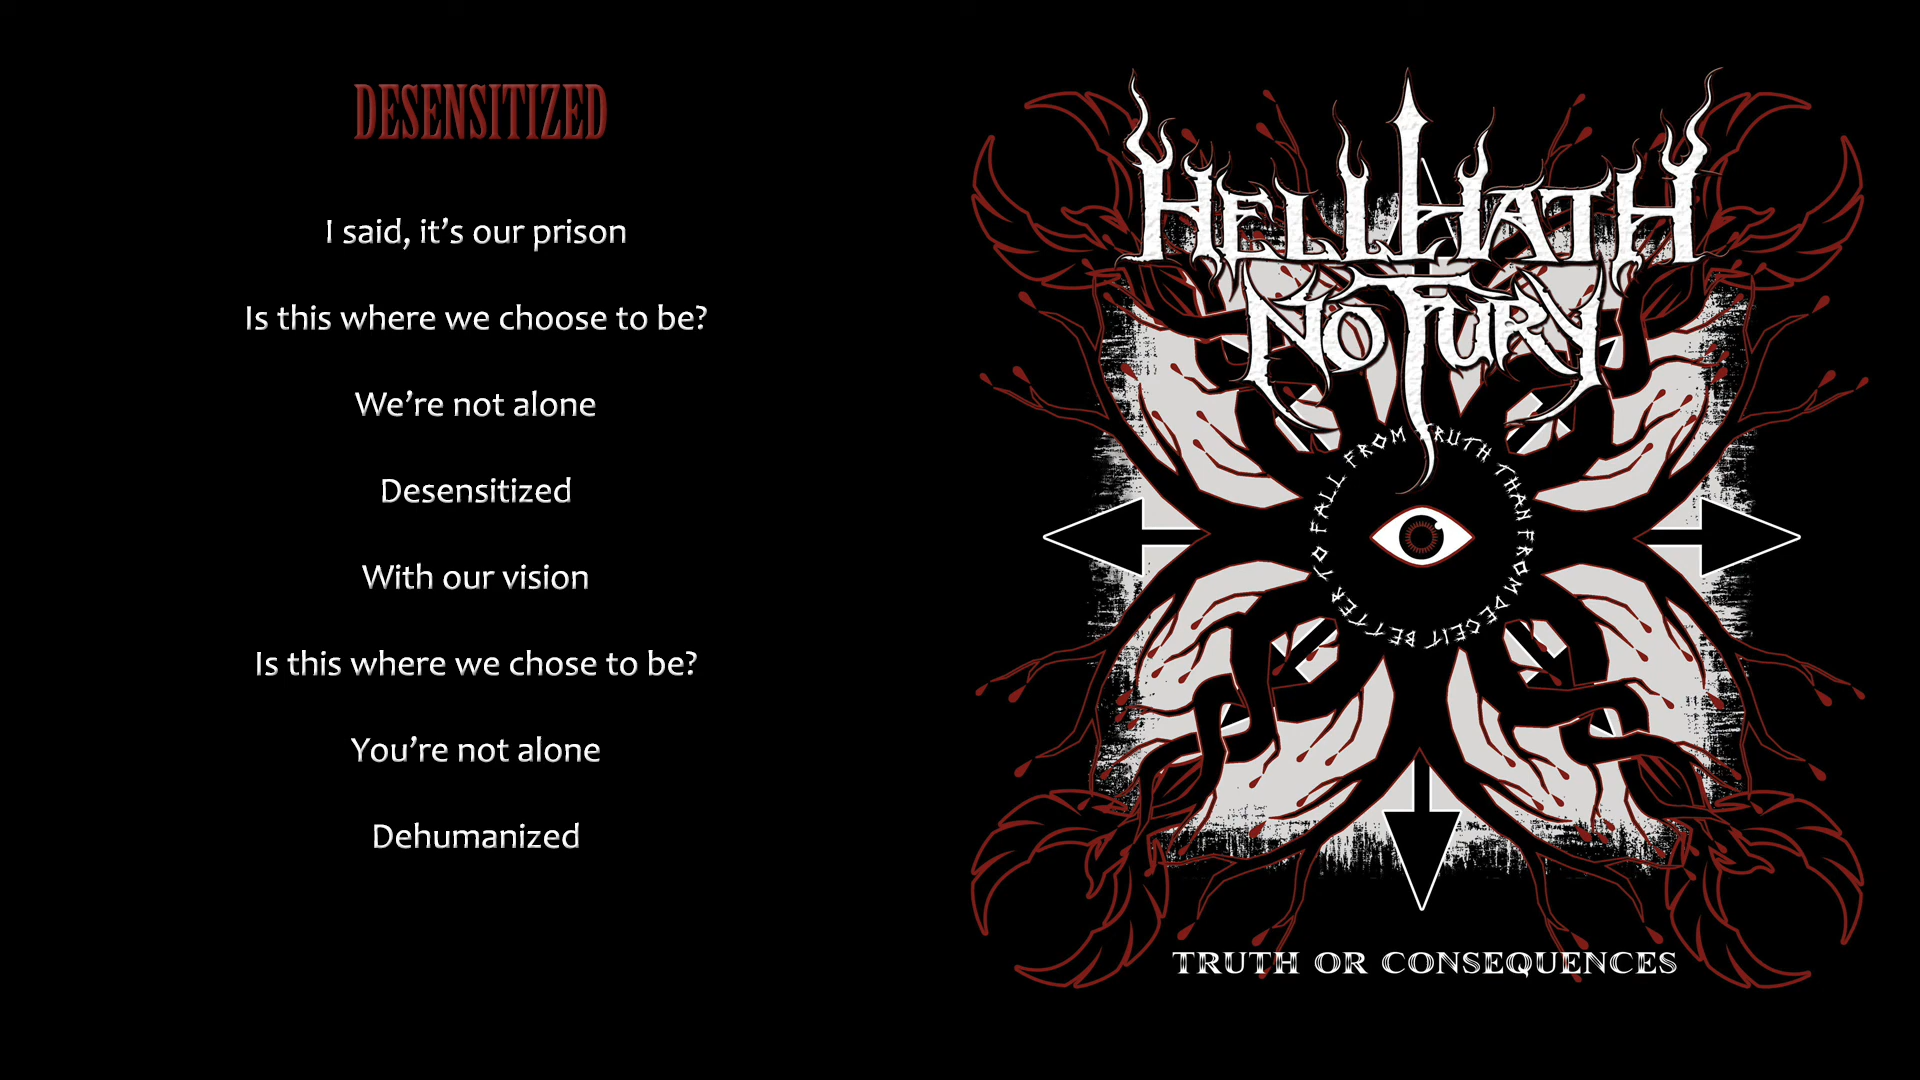 DESENSITIZED
I said, it’s our prison
Is this where we choose to be?
We’re not alone
Desensitized
With our vision
Is this where we chose to be?
You’re not alone
Dehumanized
HELL HATH
NO FURY
BETTER TO FALL FROM TRUTH THAN FROM DECEIT
TRUTH OR CONSEQUENCES